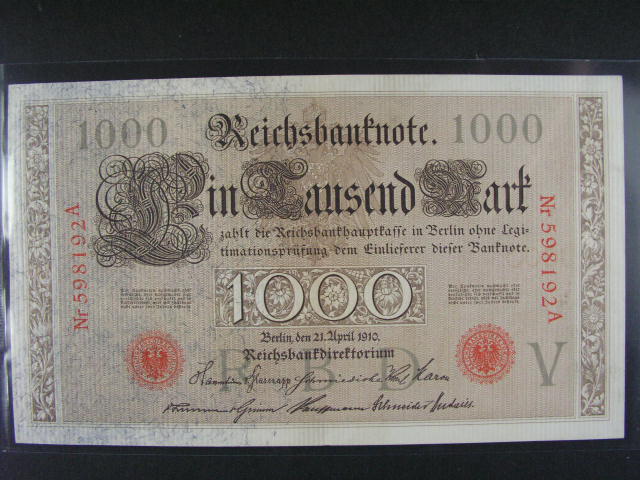 1000 Reichsbanknote. 1000
Ein Tausend Mark
zahlt die Reichsbankhauptkasse in Berlin ohne Legi-
timationsprüfung dem Einlieferer dieser Banknote.
Nr 598192A
Nr 598192A
1000
Berlin, den 21. April 1910.
Reichsbankdirektorium
R B D V